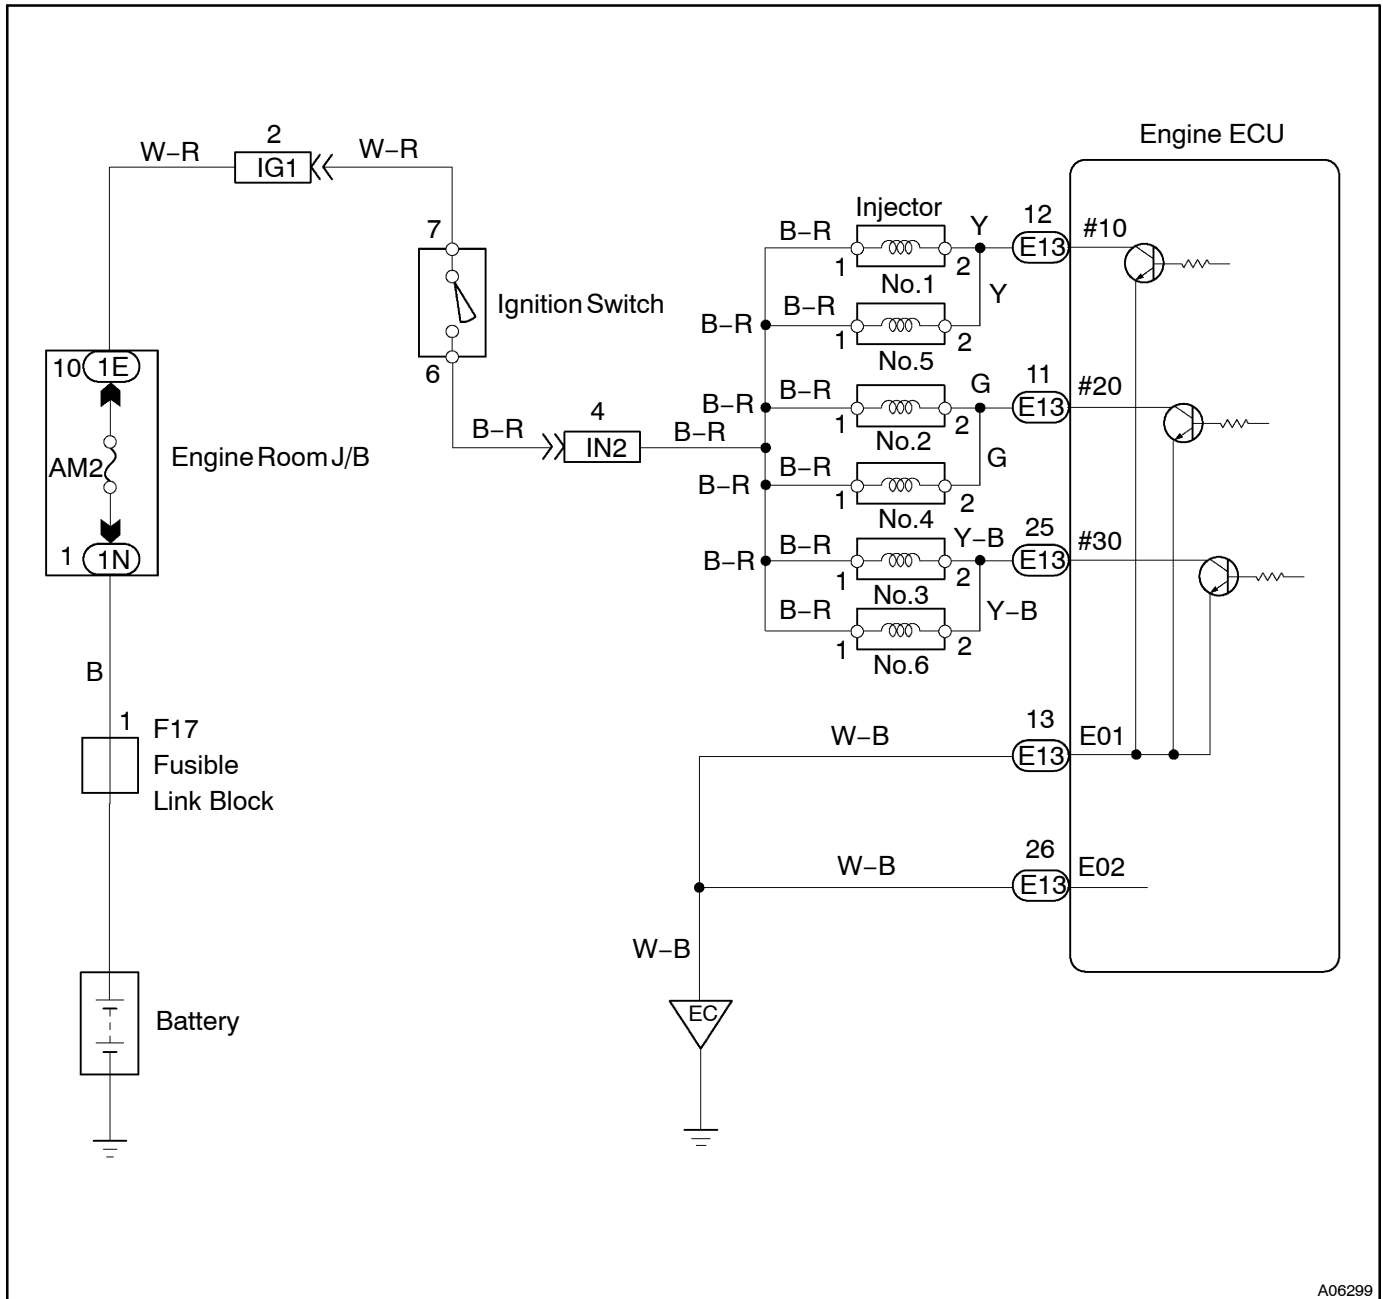 Engine ECU
2
W–R
IG1
W–R
7
Ignition Switch
6
10
1E
AM2
Engine Room J/B
1
1N
B
1
F17
Fusible
Link Block
Battery
B–R
4
IN2
B–R
Injector
B–R
1
2
No.1
Y
Y
12
E13
#10
B–R
B–R
1
2
No.5
B–R
B–R
1
2
No.2
G
G
11
E13
#20
B–R
B–R
1
2
No.4
B–R
B–R
1
2
No.3
Y–B
Y–B
25
E13
#30
B–R
1
2
No.6
W–B
13
E13
E01
W–B
26
E13
E02
W–B
EC
A06299